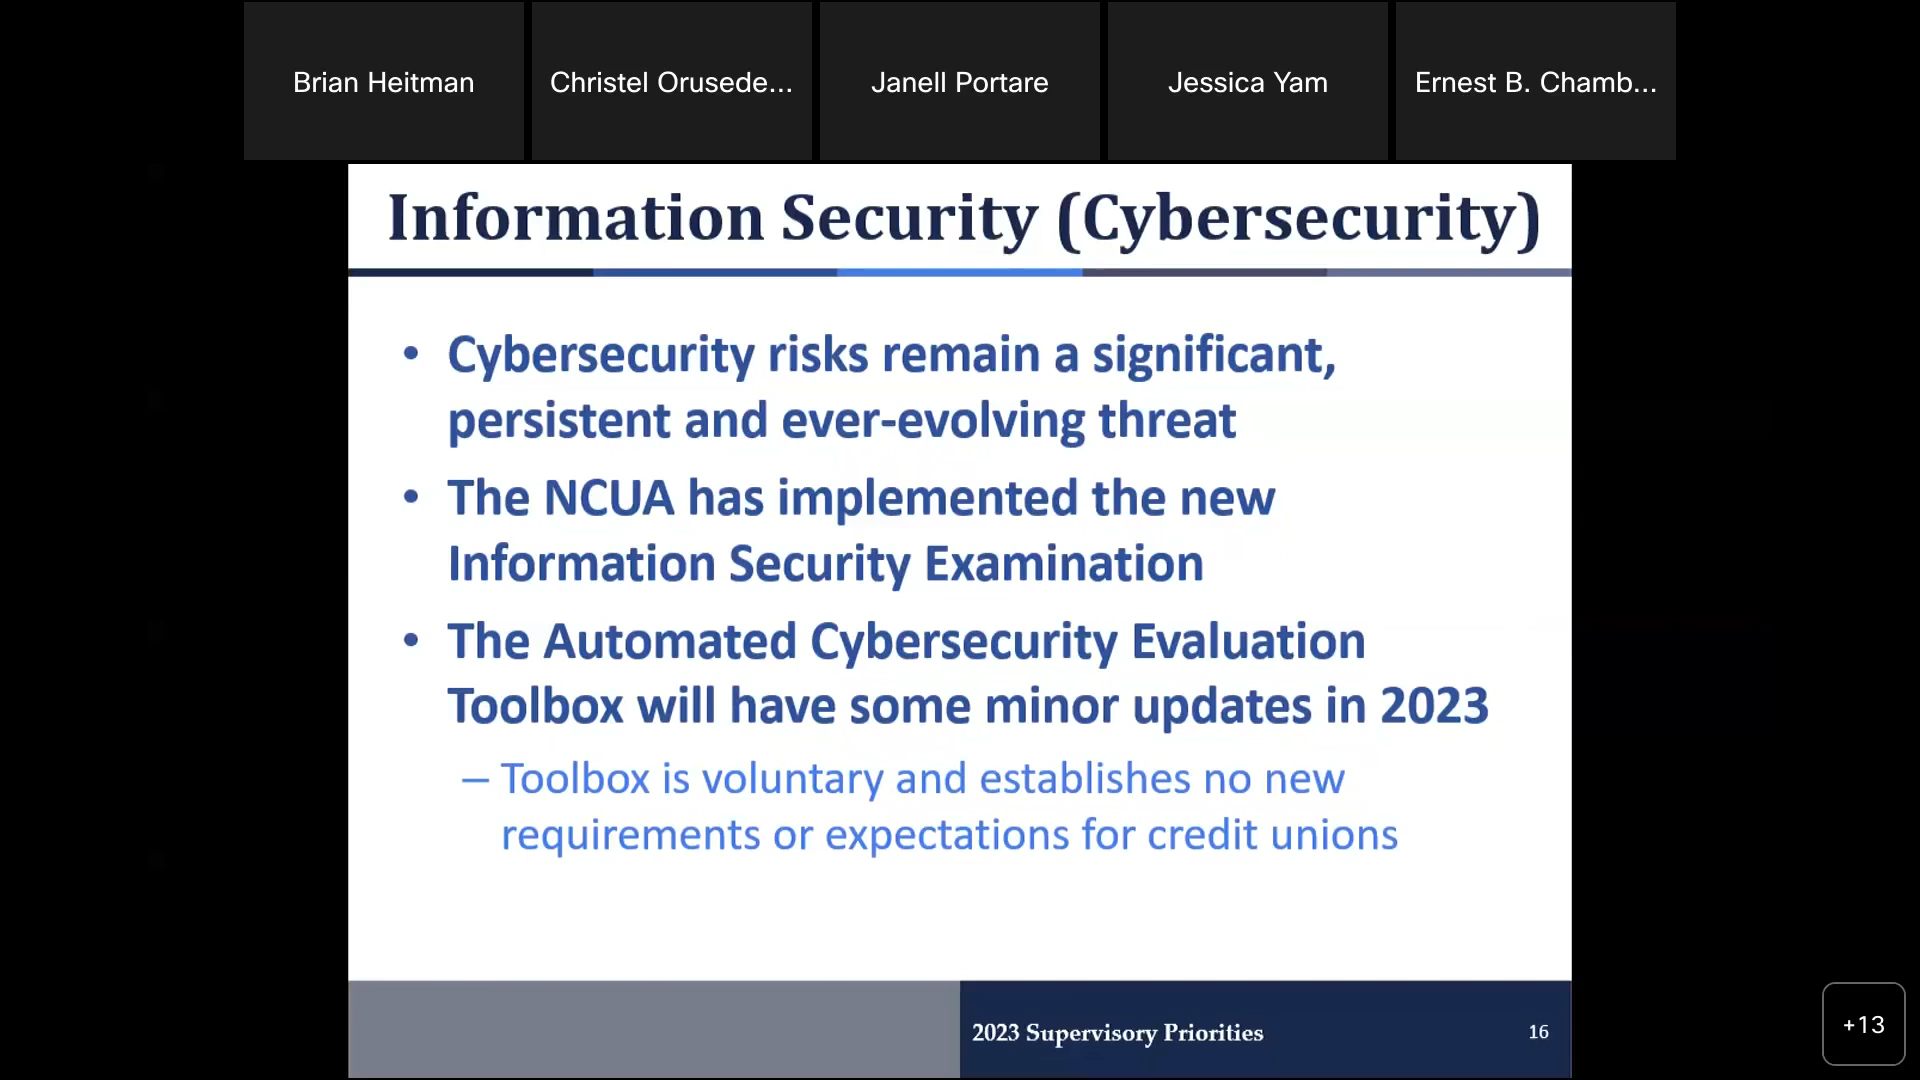 Brian Heitman
Christel Orusede...
Janell Portare
Jessica Yam
Ernest B. Chamb...
Information Security (Cybersecurity)
• Cybersecurity risks remain a significant,
persistent and ever-evolving threat
• The NCUA has implemented the new
Information Security Examination
• The Automated Cybersecurity Evaluation
Toolbox will have some minor updates in 2023
– Toolbox is voluntary and establishes no new
requirements or expectations for credit unions
2023 Supervisory Priorities
16
+13